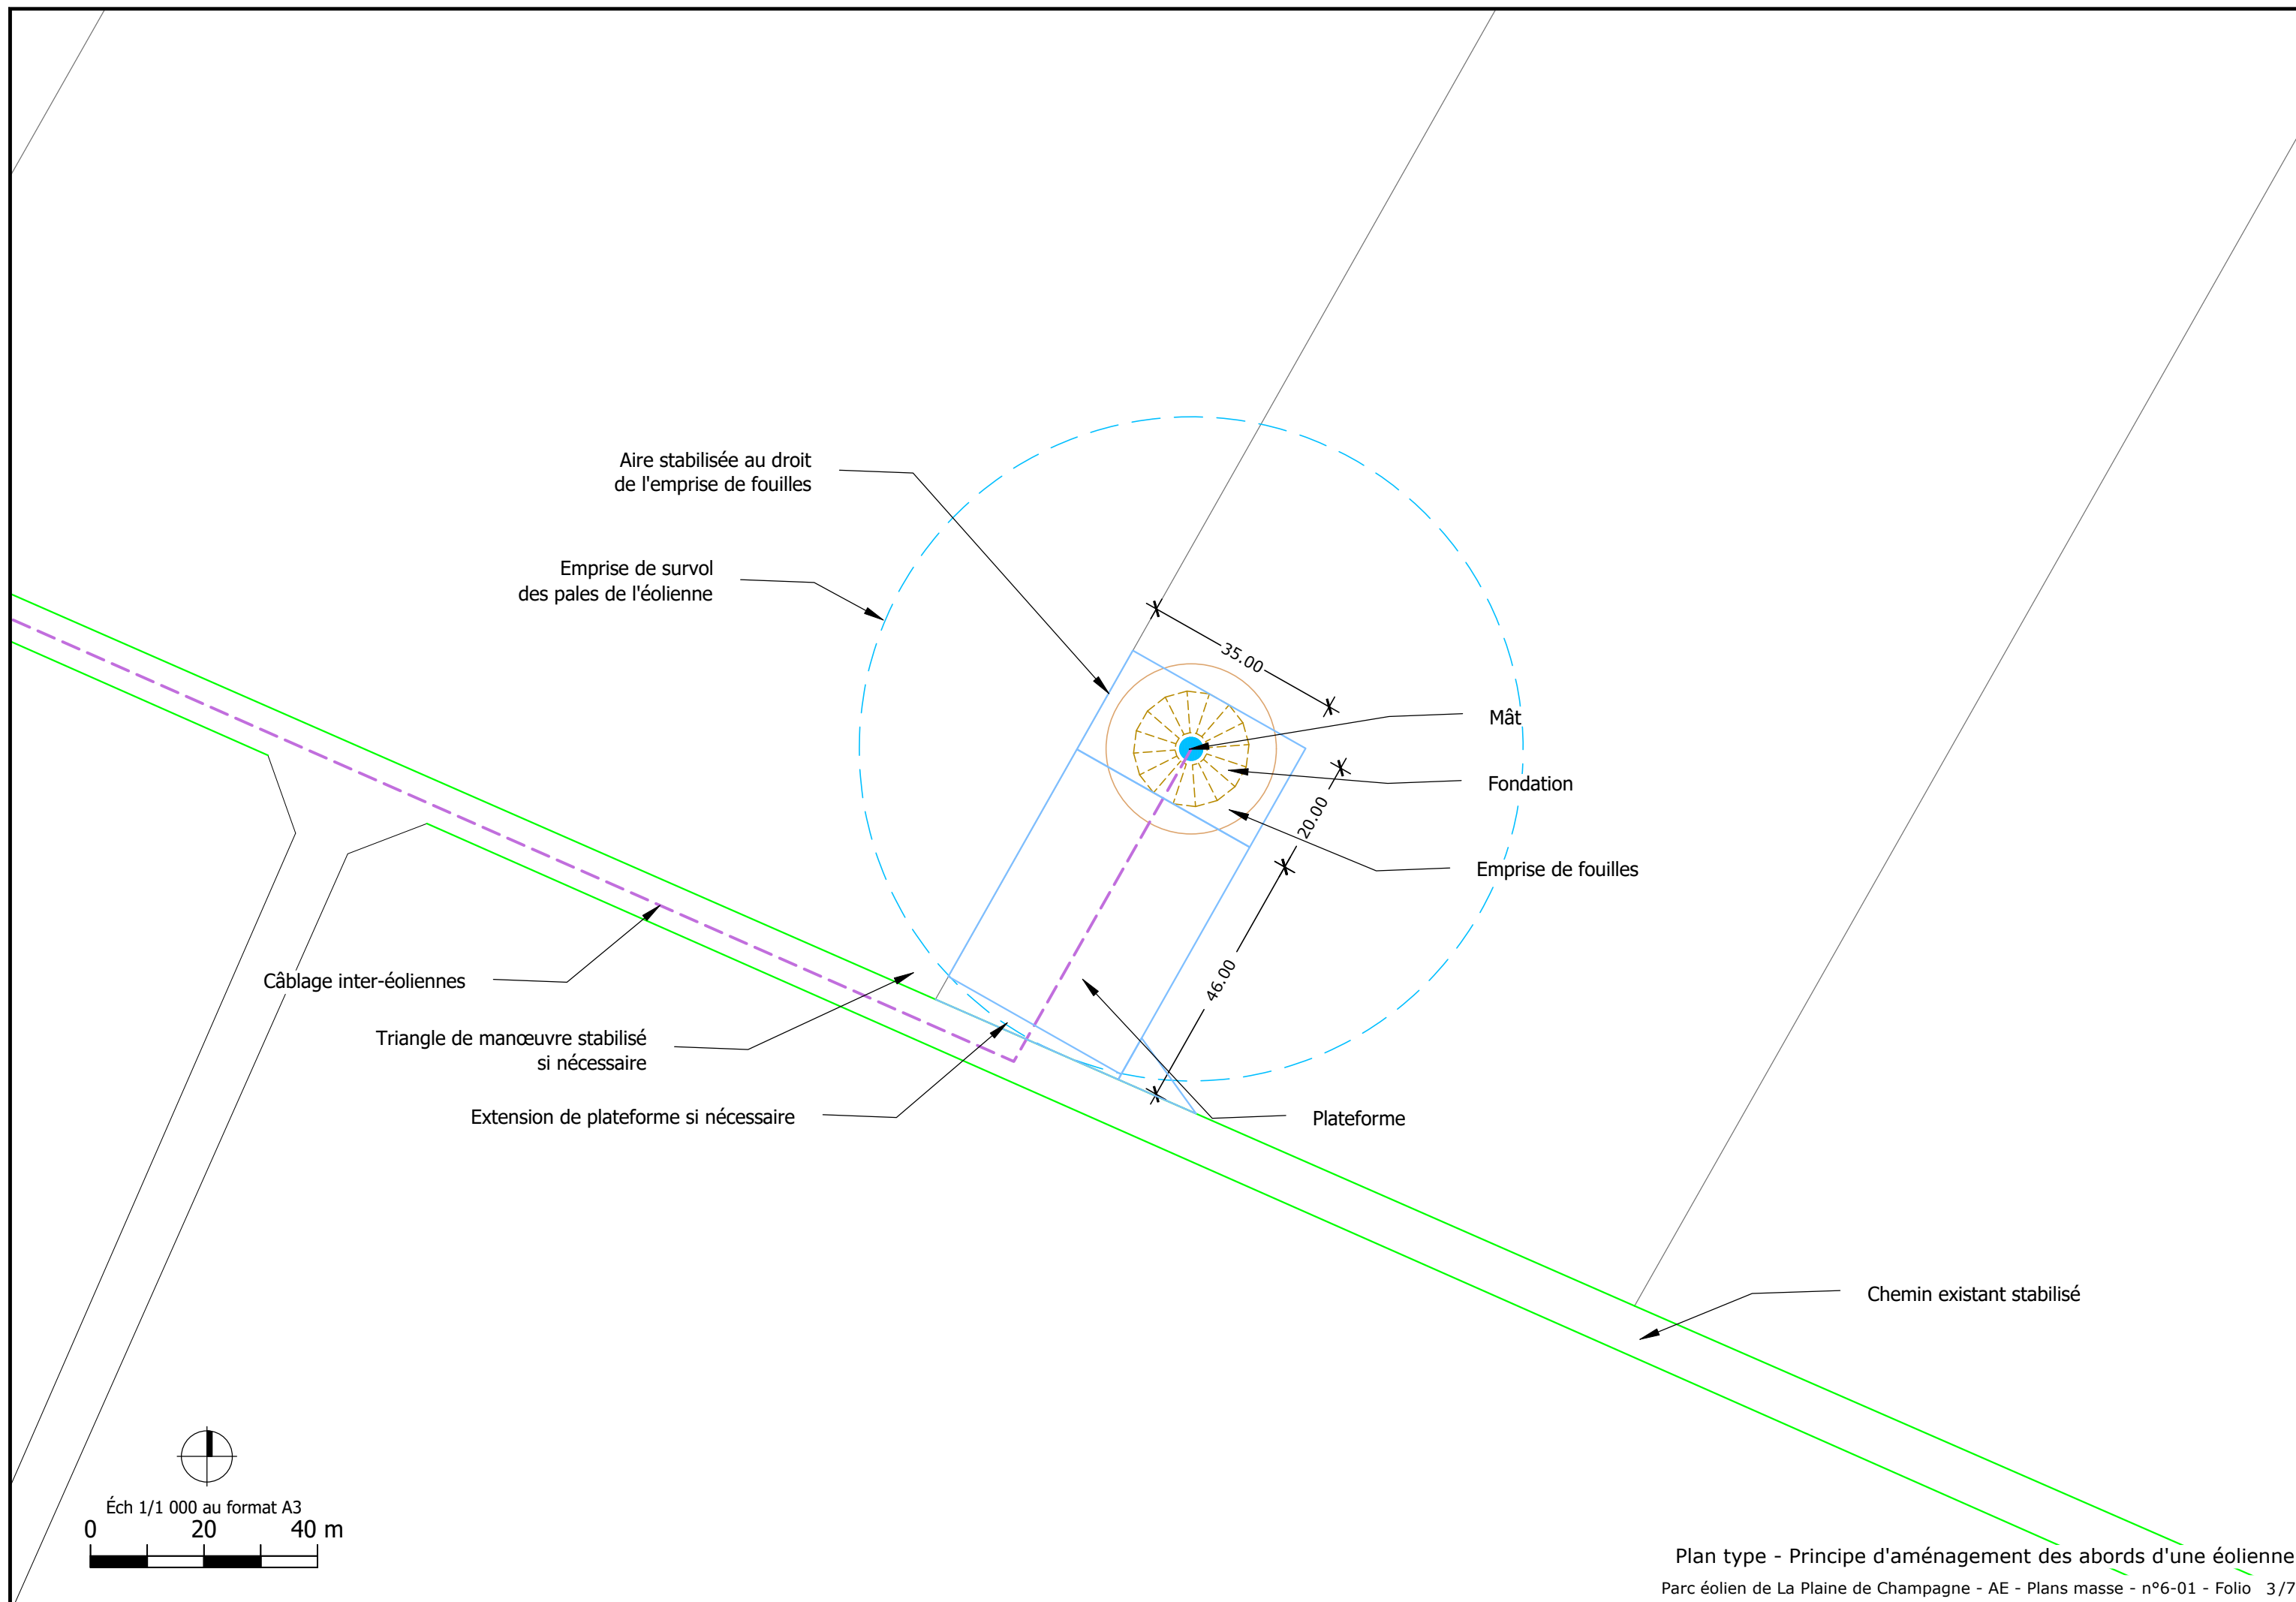 Aire stabilisée au droit
de l'emprise de fouilles
Emprise de survol
des pales de l'éolienne
35.00
Mât
Fondation
20.00
Emprise de fouilles
46.00
Câblage inter-éoliennes
Triangle de manœuvre stabilisé
si nécessaire
Extension de plateforme si nécessaire
Plateforme
Chemin existant stabilisé
Éch 1/1 000 au format A3
0 20 40 m
Plan type - Principe d'aménagement des abords d'une éolienne
Parc éolien de La Plaine de Champagne - AE - Plans masse - n°6-01 - Folio 3/7